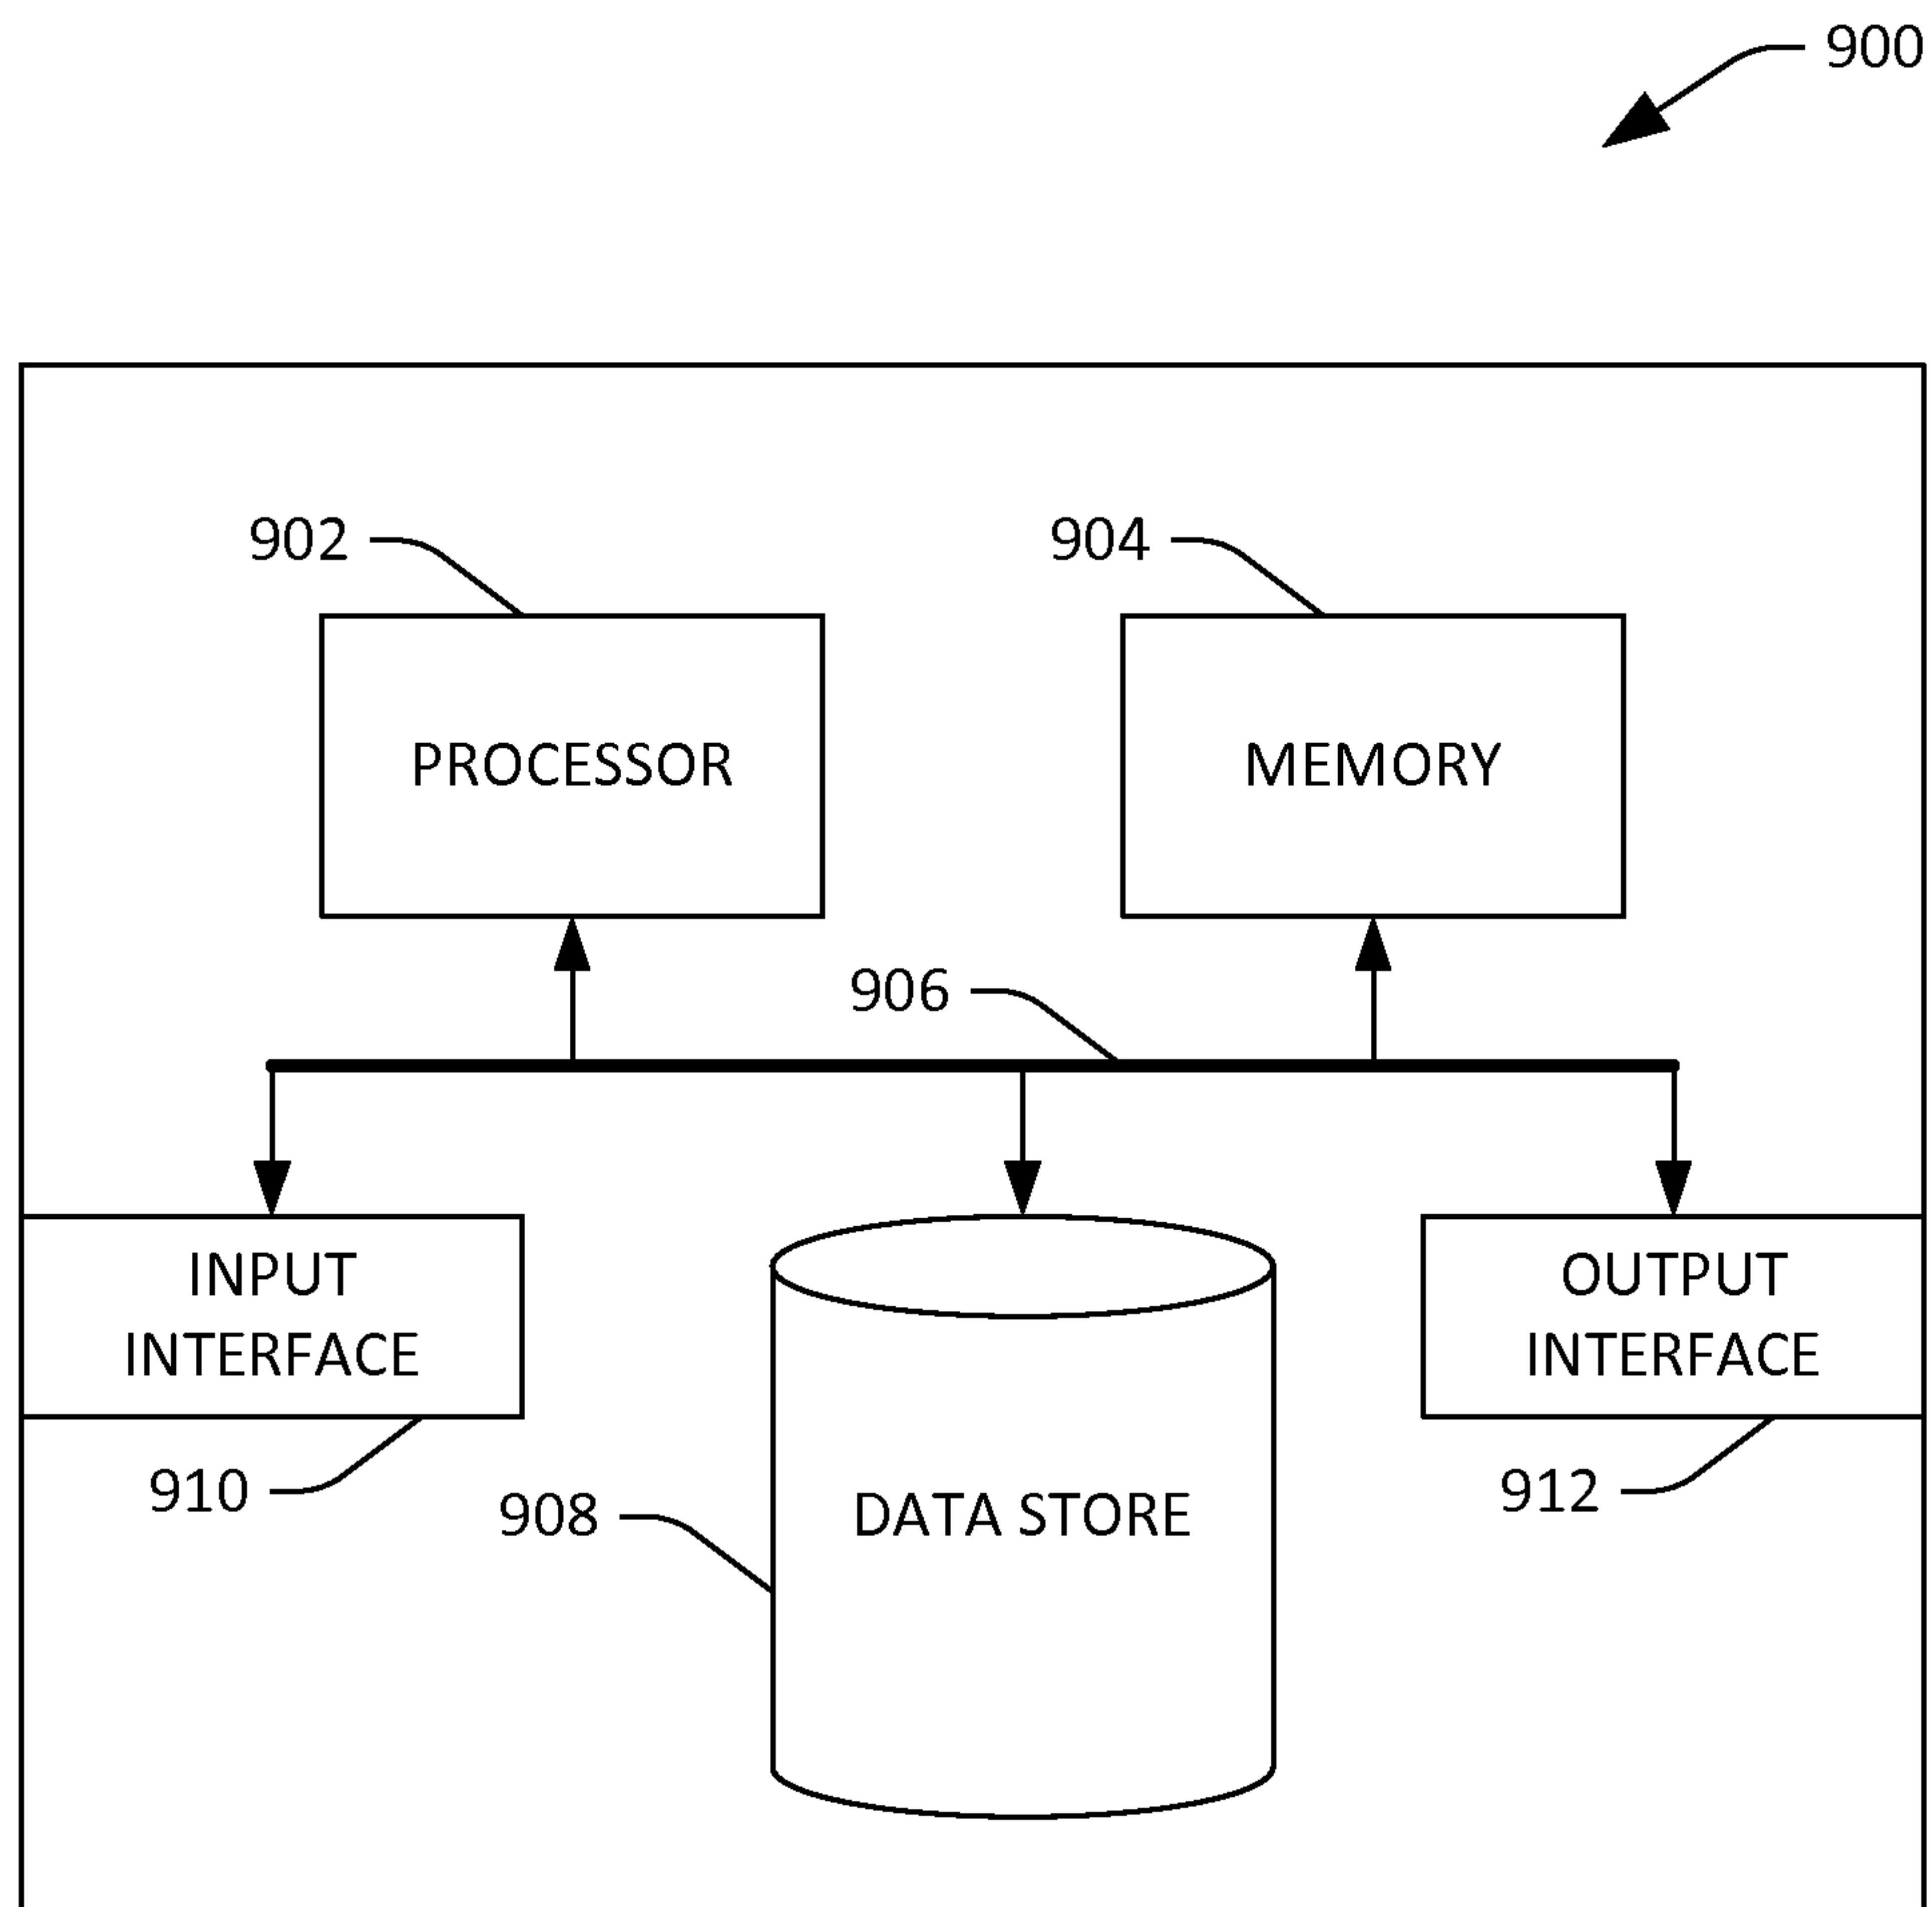 900
902
904
PROCESSOR
MEMORY
906
INPUT
INTERFACE
OUTPUT
INTERFACE
910
908
DATA STORE
912